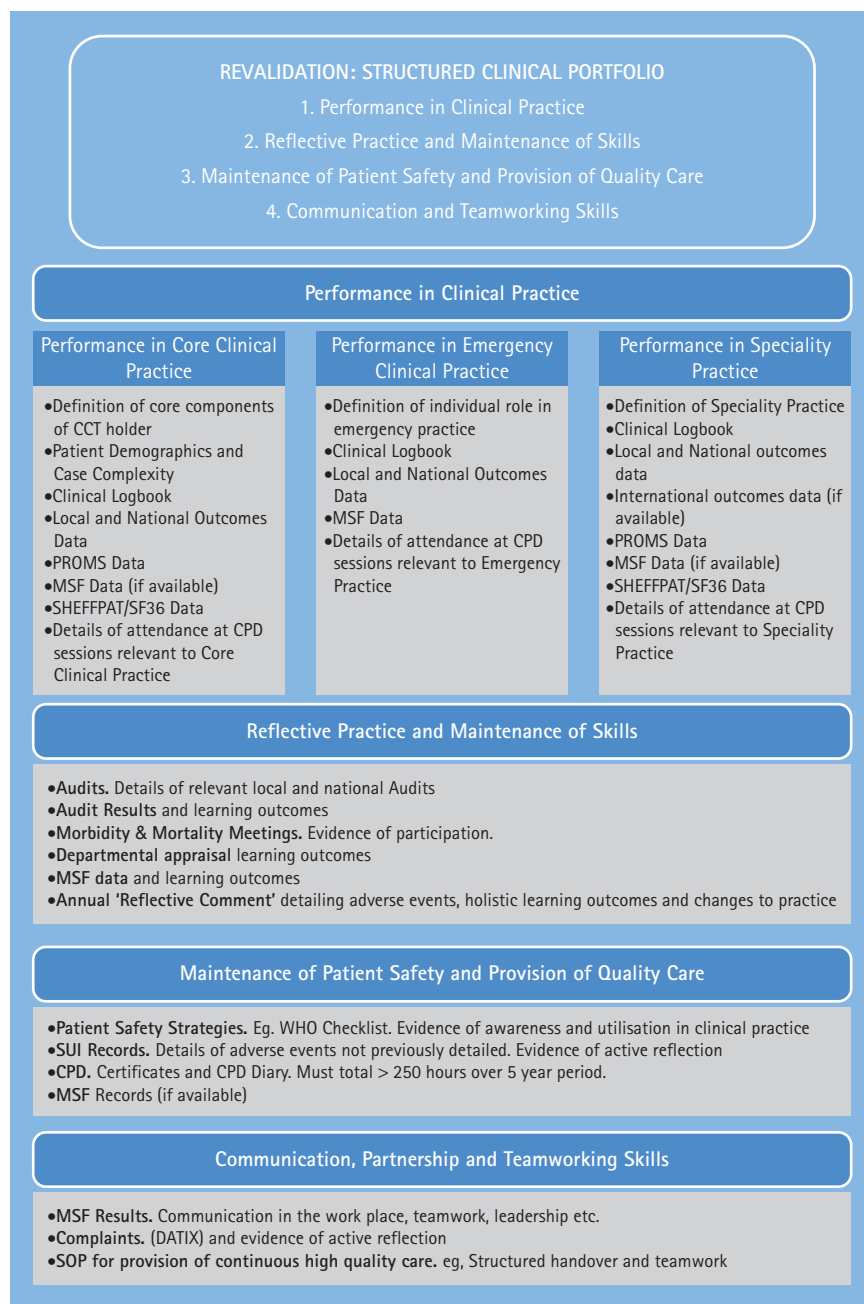 REVALIDATION: STRUCTURED CLINICAL PORTFOLIO
1. Performance in Clinical Practice
2. Reflective Practice and Maintenance of Skills
3. Maintenance of Patient Safety and Provision of Quality Care
4. Communication and Teamworking Skills
Performance in Clinical Practice
Performance in Core Clinical
Practice
•Definition of core components
of CCT holder
•Patient Demographics and
Case Complexity
•Clinical Logbook
•Local and National Outcomes
Data
•PROMS Data
•MSF Data (if available)
•SHEFFPAT/SF36 Data
•Details of attendance at CPD
sessions relevant to Core
Clinical Practice
Performance in Emergency
Clinical Practice
•Definition of individual role in
emergency practice
•Clinical Logbook
•Local and National Outcomes
Data
•MSF Data
•Details of attendance at CPD
sessions relevant to Emergency
Practice
Performance in Speciality
Practice
•Definition of Speciality Practice
•Clinical Logbook
•Local and National outcomes
data
•International outcomes data (if
available)
•PROMS Data
•MSF Data (if available)
•SHEFFPAT/SF36 Data
•Details of attendance at CPD
sessions relevant to Speciality
Practice
Reflective Practice and Maintenance of Skills
•Audits. Details of relevant local and national Audits
•Audit Results and learning outcomes
•Morbidity & Mortality Meetings. Evidence of participation.
•Departmental appraisal learning outcomes
•MSF data and learning outcomes
•Annual 'Reflective Comment' detailing adverse events, holistic learning outcomes and changes to practice
Maintenance of Patient Safety and Provision of Quality Care
•Patient Safety Strategies. Eg. WHO Checklist. Evidence of awareness and utilisation in clinical practice
•SUI Records. Details of adverse events not previously detailed. Evidence of active reflection
•CPD. Certificates and CPD Diary. Must total > 250 hours over 5 year period.
•MSF Records (if available)
Communication, Partnership and Teamworking Skills
•MSF Results. Communication in the work place, teamwork, leadership etc.
•Complaints. (DATIX) and evidence of active reflection
•SOP for provision of continuous high quality care. eg, Structured handover and teamwork